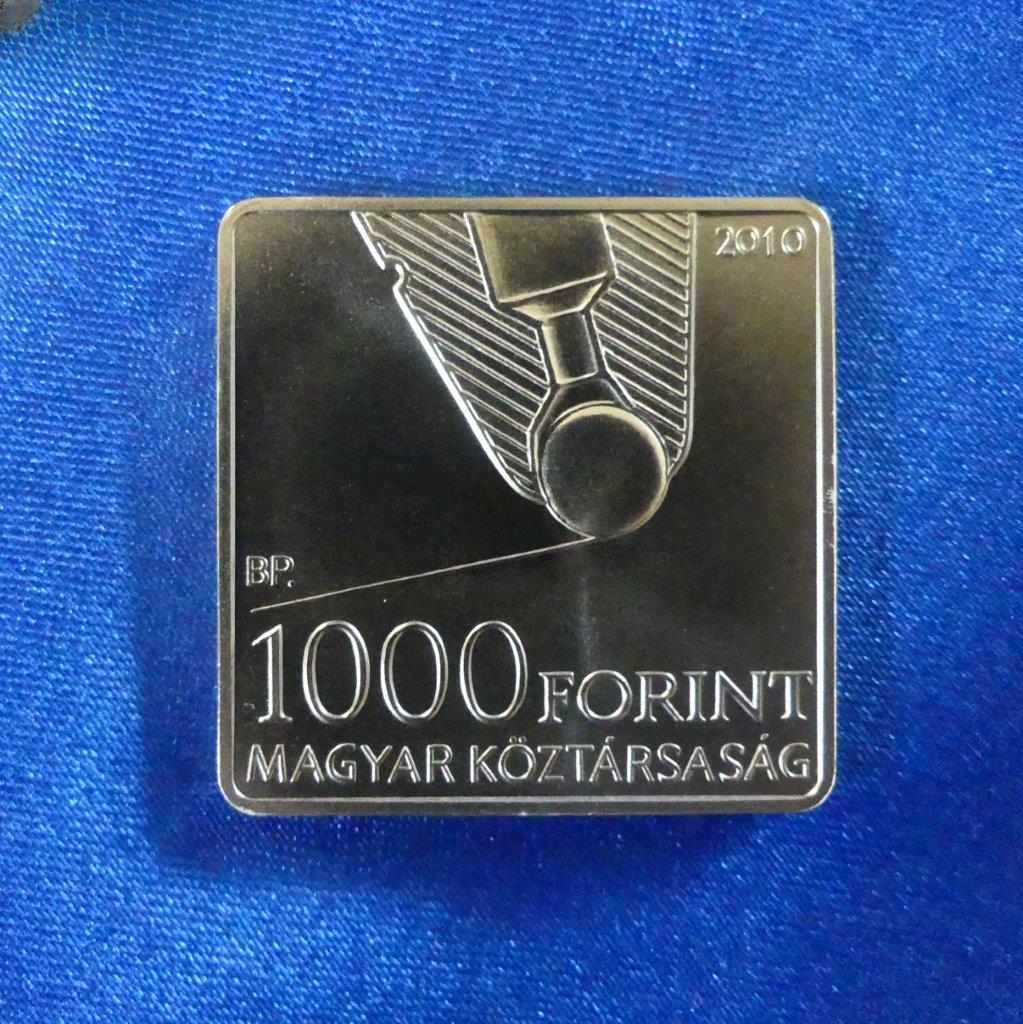 2010
BP.
1000 FORINT
MAGYAR KÖZTÁRSASÁG